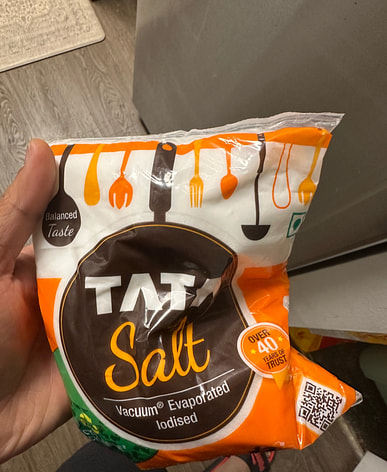 Balanced
Taste
TATA
Salt
Vacuum® Evaporated
Iodised
OVER
40
YEARS OF
TRUST